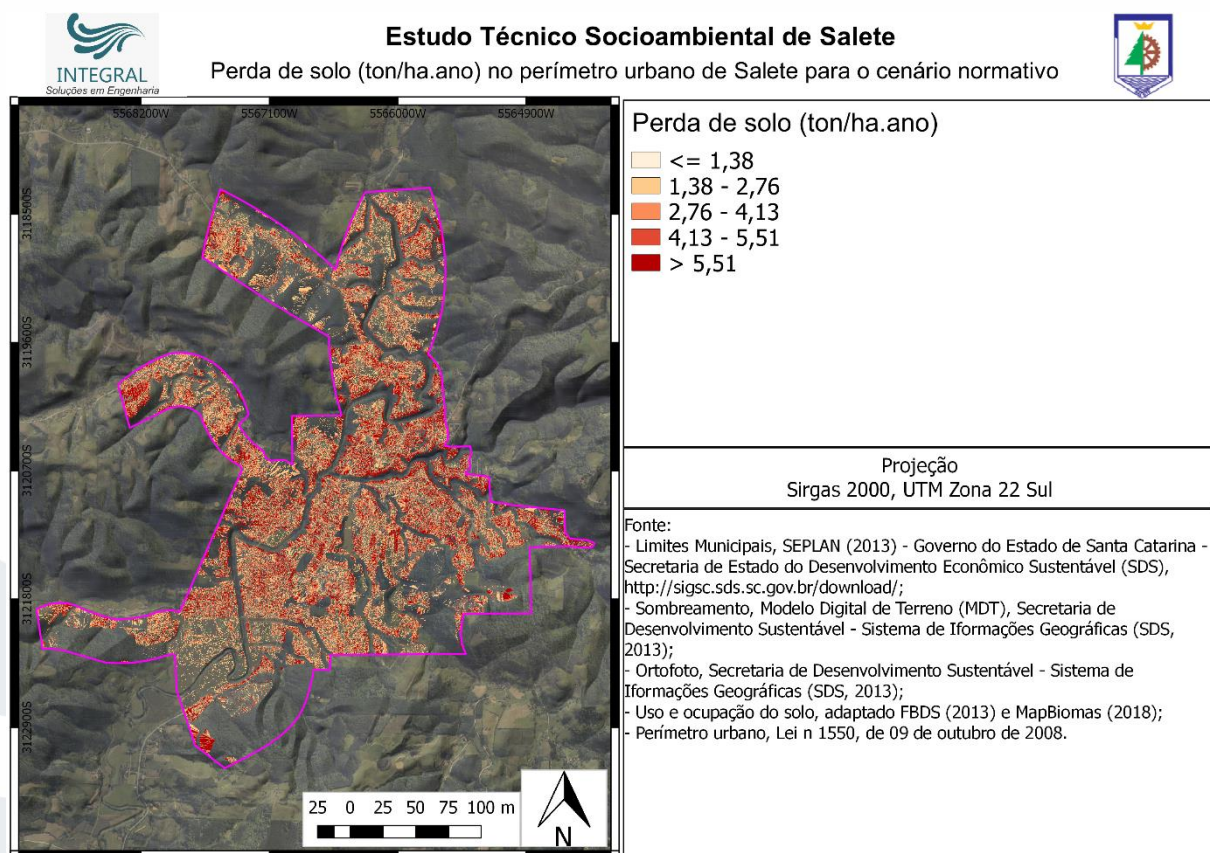 INTEGRAL
Soluções em Engenharia
Estudo Técnico Socioambiental de Salete
Perda de solo (ton/ha.ano) no perímetro urbano de Salete para o cenário normativo
5568200W 5567100W 5566000W 5564900W
3118500S
3119600S
3120700S
3121800S
3122900S
25 0 25 50 75 100 m
N
Perda de solo (ton/ha.ano)
<= 1,38
1,38 - 2,76
2,76 - 4,13
4,13 - 5,51
> 5,51
Projeção
Sirgas 2000, UTM Zona 22 Sul
Fonte:
- Limites Municipais, SEPLAN (2013) - Governo do Estado de Santa Catarina -
Secretaria de Estado do Desenvolvimento Econômico Sustentável (SDS),
http://sigsc.sds.sc.gov.br/download/;
- Sombreamento, Modelo Digital de Terreno (MDT), Secretaria de
Desenvolvimento Sustentável - Sistema de Iformações Geográficas (SDS,
2013);
- Ortofoto, Secretaria de Desenvolvimento Sustentável - Sistema de
Iformações Geográficas (SDS, 2013);
- Uso e ocupação do solo, adaptado FBDS (2013) e MapBiomas (2018);
- Perímetro urbano, Lei n 1550, de 09 de outubro de 2008.